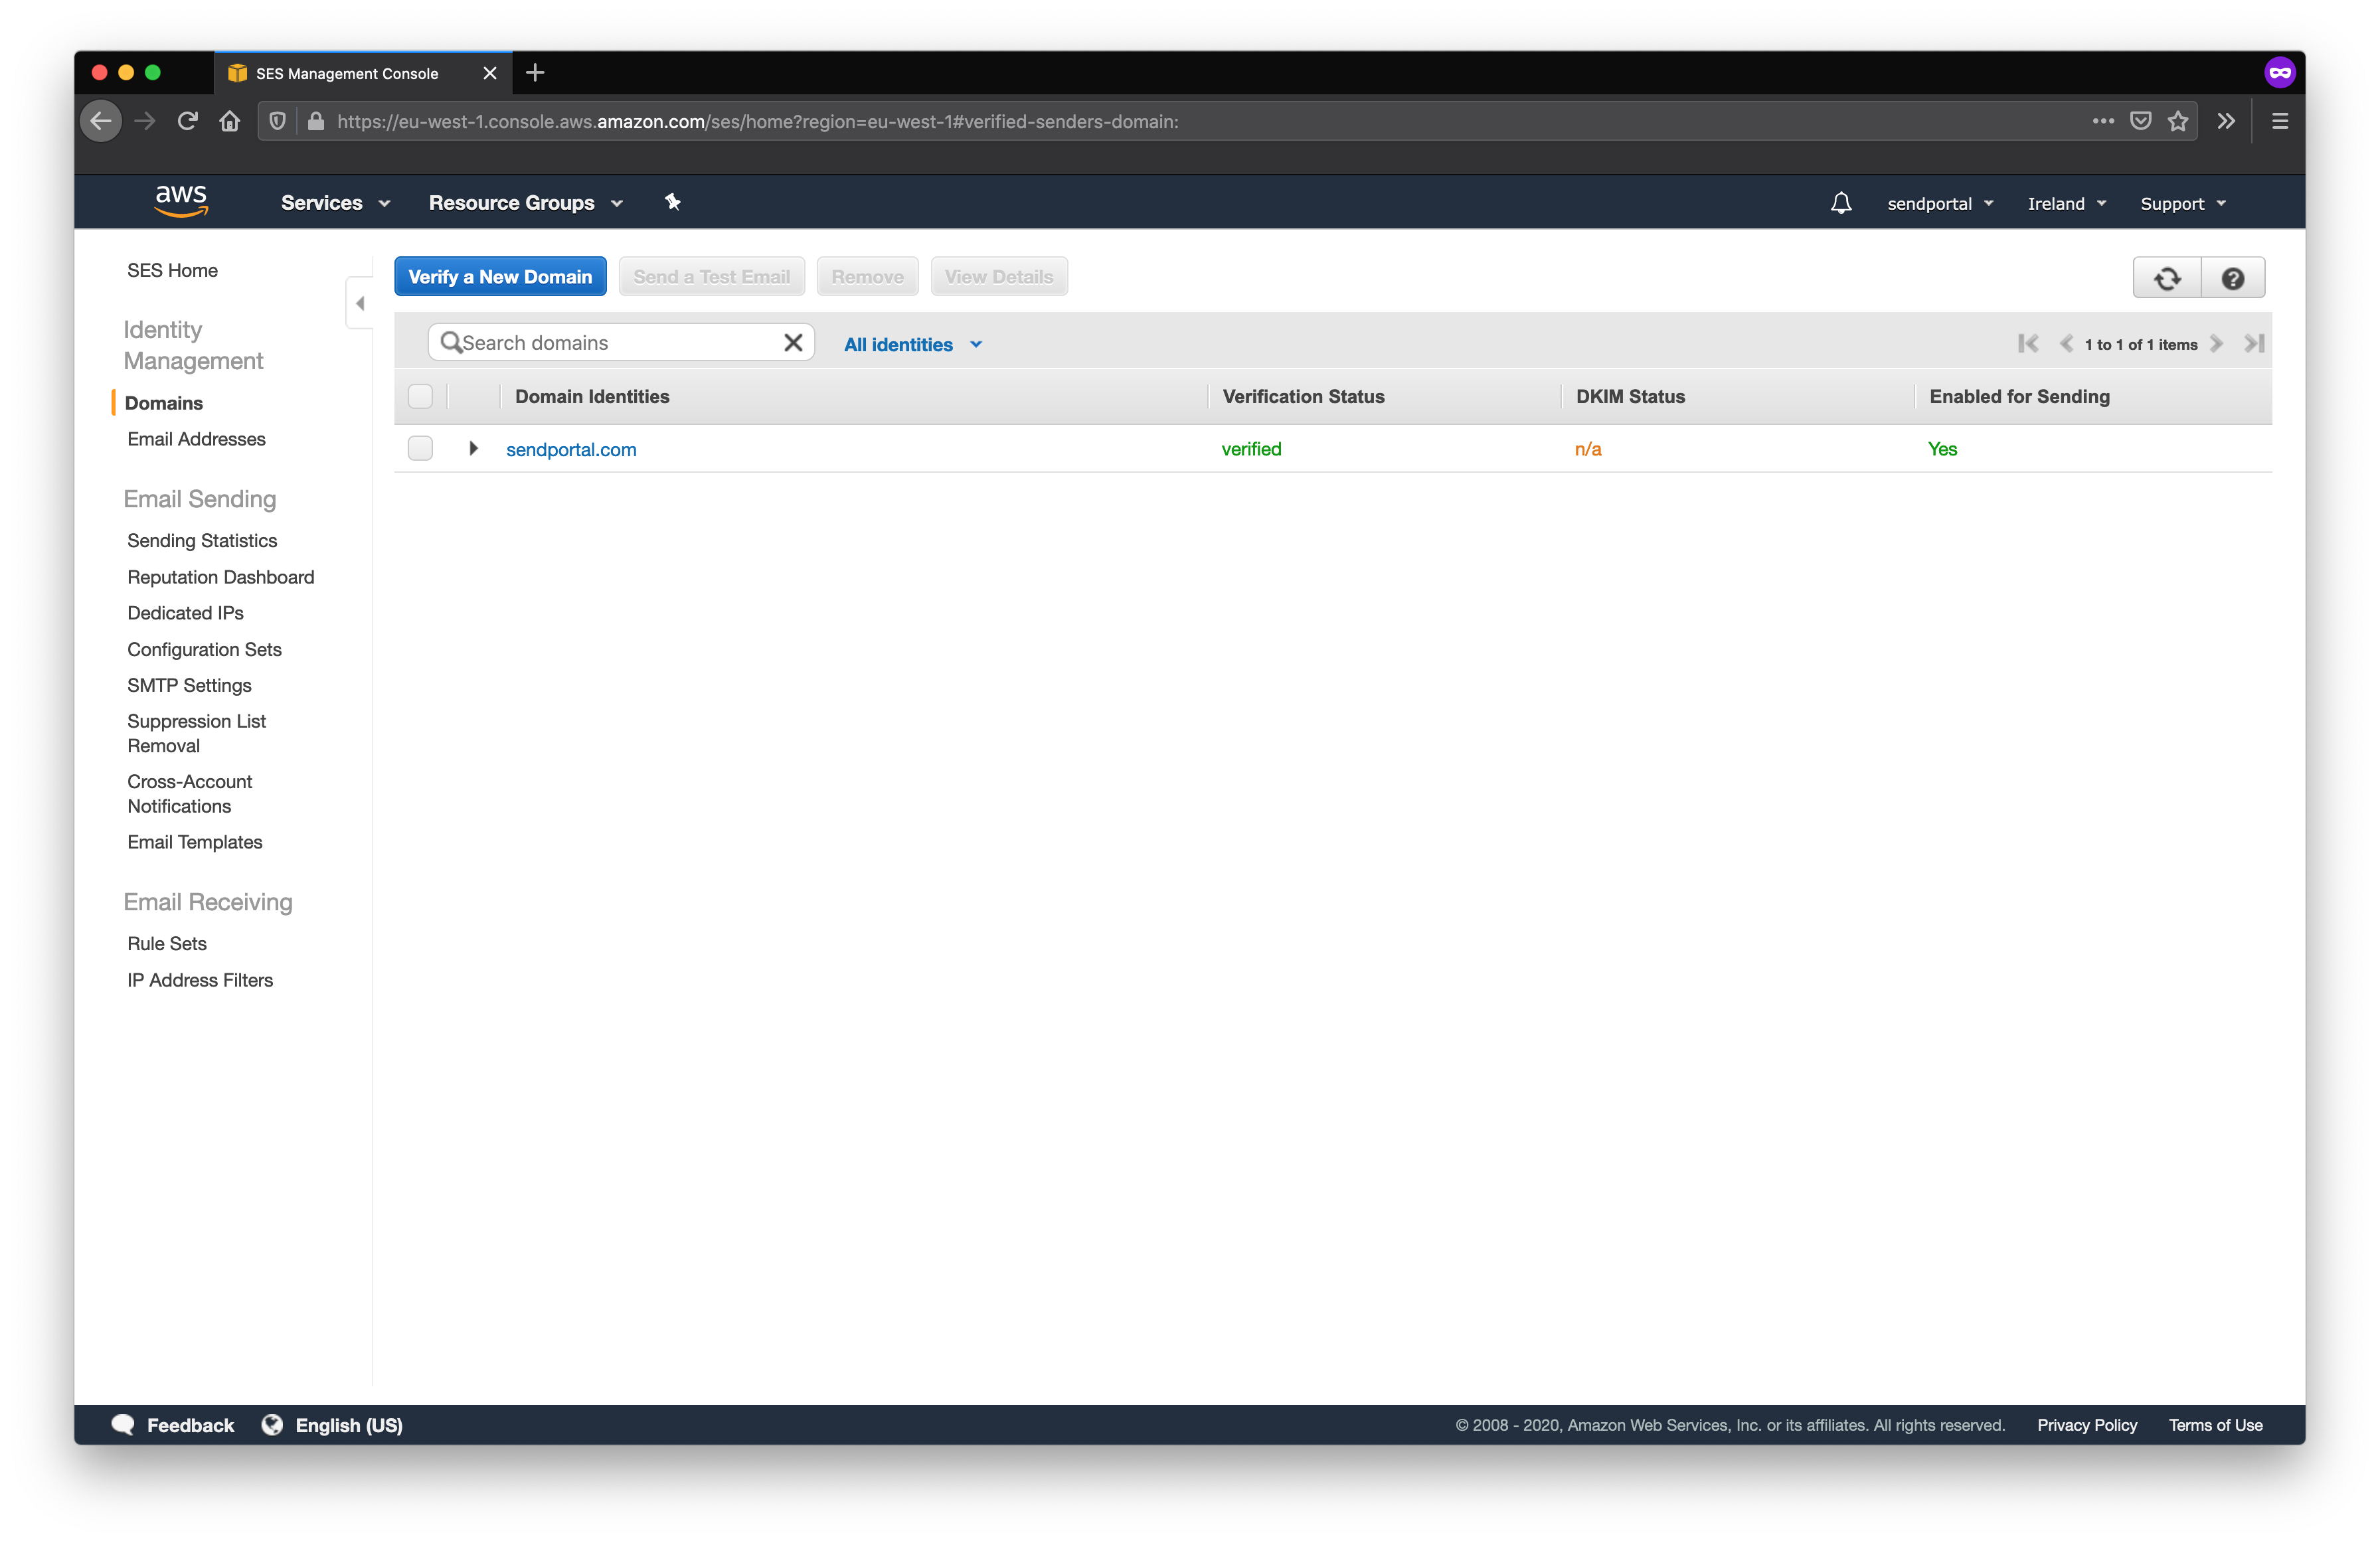 SES Management Console
https://eu-west-1.console.aws.amazon.com/ses/home?region=eu-west-1#verified-senders-domain:
aws Services Resource Groups sendportal Ireland Support
SES Home
Identity
Management
Domains
Email Addresses
Email Sending
Sending Statistics
Reputation Dashboard
Dedicated IPs
Configuration Sets
SMTP Settings
Suppression List
Removal
Cross-Account
Notifications
Email Templates
Email Receiving
Rule Sets
IP Address Filters
Verify a New Domain Send a Test Email Remove View Details
Search domains All identities 1 to 1 of 1 items
Domain Identities Verification Status DKIM Status Enabled for Sending
sendportal.com verified n/a Yes
Feedback English (US) © 2008 - 2020, Amazon Web Services, Inc. or its affiliates. All rights reserved. Privacy Policy Terms of Use